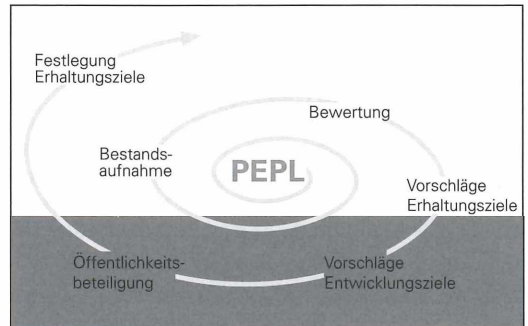 Festlegung
Erhaltungsziele
Bewertung
Bestands-
aufnahme
PEPL
Vorschläge
Erhaltungsziele
Öffentlichkeits-
beteiligung
Vorschläge
Entwicklungsziele